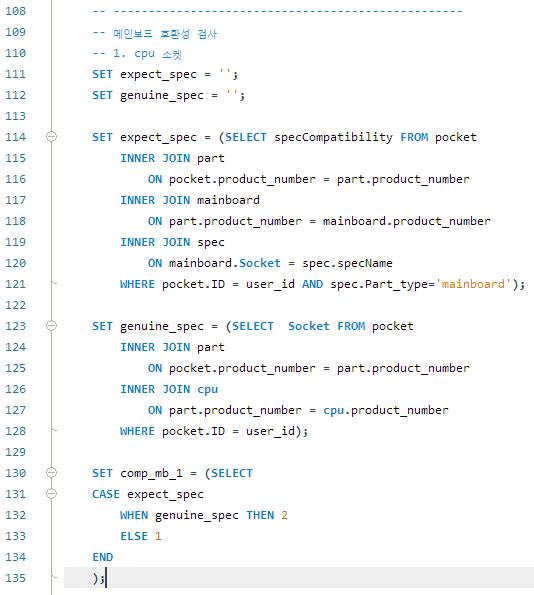 108 -- --------------------------------------------------
109 -- 메인보드 호환성 검사
110 -- 1. cpu 소켓
111 SET expect_spec = '';
112 SET genuine_spec = '';
113
114 SET expect_spec = (SELECT specCompatibility FROM pocket
115 INNER JOIN part
116 ON pocket.product_number = part.product_number
117 INNER JOIN mainboard
118 ON part.product_number = mainboard.product_number
119 INNER JOIN spec
120 ON mainboard.Socket = spec.specName
121 WHERE pocket.ID = user_id AND spec.Part_type='mainboard');
122
123 SET genuine_spec = (SELECT  Socket FROM pocket
124 INNER JOIN part
125 ON pocket.product_number = part.product_number
126 INNER JOIN cpu
127 ON part.product_number = cpu.product_number
128 WHERE pocket.ID = user_id);
129
130 SET comp_mb_1 = (SELECT
131 CASE expect_spec
132 WHEN genuine_spec THEN 2
133 ELSE 1
134 END
135 );